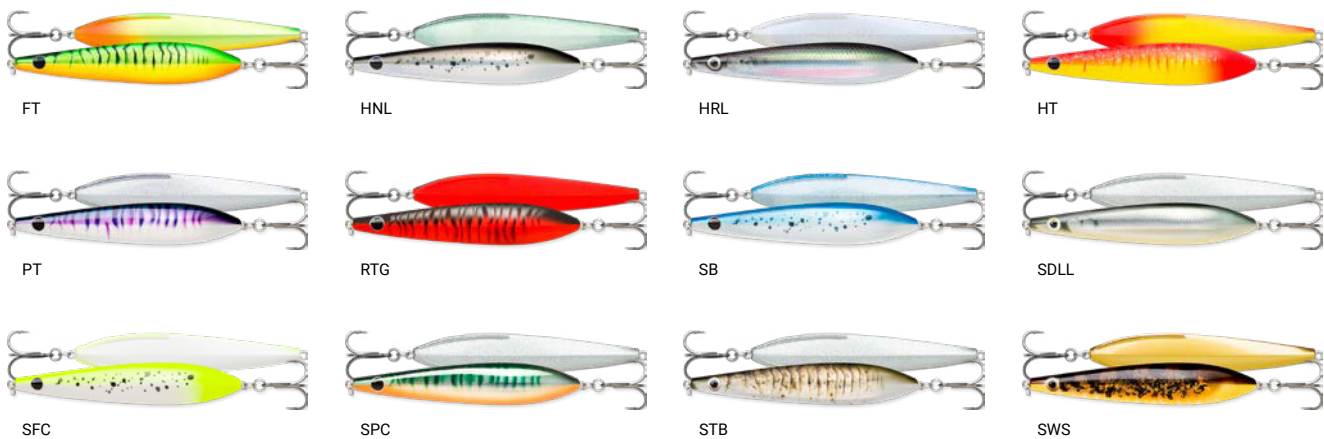 FT
HNL
HRL
HT
PT
RTG
SB
SDLL
SFC
SPC
STB
SWS